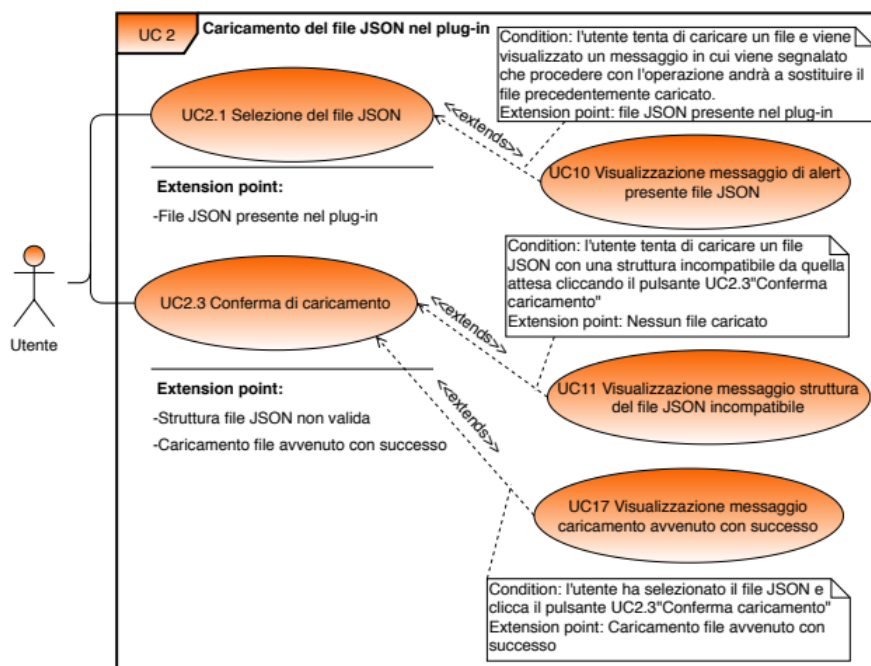 UC 2
Caricamento del file JSON nel plug-in
Condition: l'utente tenta di caricare un file e viene
visualizzato un messaggio in cui viene segnalato
che procedere con l'operazione andrà a sostituire il
file precedentemente caricato.
Extension point: file JSON presente nel plug-in
UC2.1 Selezione del file JSON
<<extends>>
UC10 Visualizzazione messaggio di alert
presente file JSON
Extension point:
-File JSON presente nel plug-in
Utente
Condition: l'utente tenta di caricare un file
JSON con una struttura incompatibile da quella
attesa cliccando il pulsante UC2.3"Conferma
caricamento"
Extension point: Nessun file caricato
UC2.3 Conferma di caricamento
<<extends>>
UC11 Visualizzazione messaggio struttura
del file JSON incompatibile
Extension point:
-Struttura file JSON non valida
-Caricamento file avvenuto con successo
<<extends>>
UC17 Visualizzazione messaggio
caricamento avvenuto con successo
Condition: l'utente ha selezionato il file JSON e
clicca il pulsante UC2.3"Conferma caricamento"
Extension point: Caricamento file avvenuto con
successo